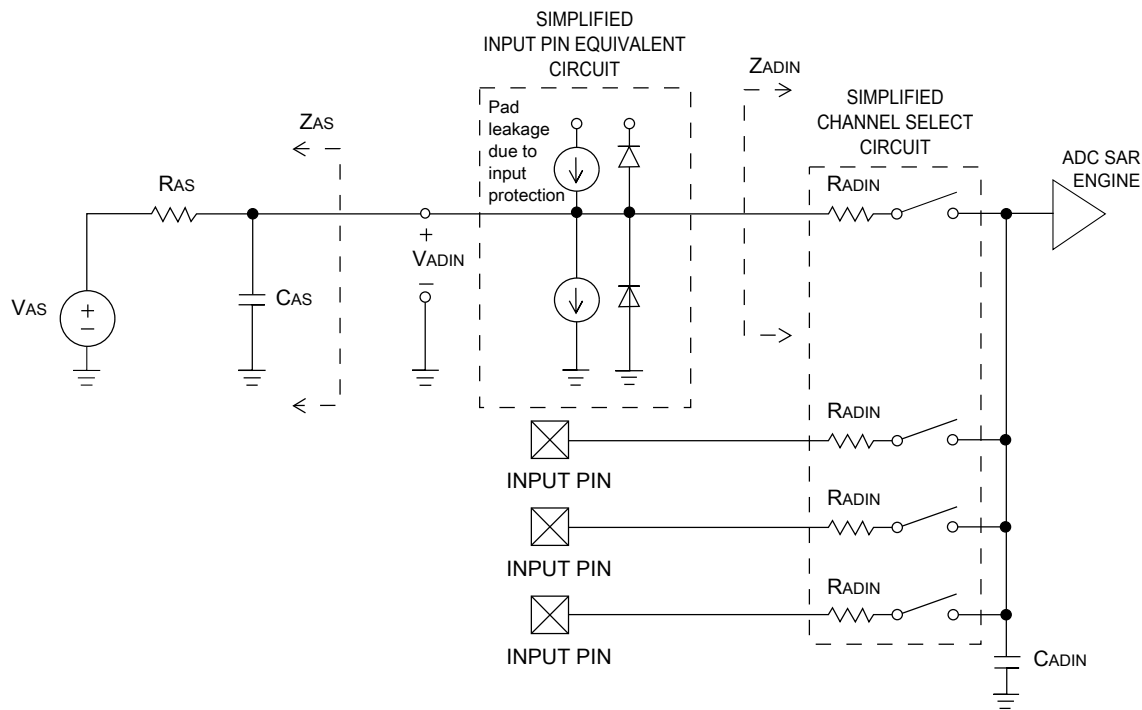 SIMPLIFIED
INPUT PIN EQUIVALENT
CIRCUIT
ZADIN
Pad
leakage
due to
input
protection
ZAS
SIMPLIFIED
CHANNEL SELECT
CIRCUIT
ADC SAR
ENGINE
RAS
RADIN
+
VADIN
−
VAS
+
−
CAS
RADIN
INPUT PIN
RADIN
INPUT PIN
RADIN
INPUT PIN
CADIN